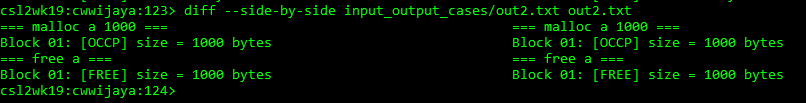 csl2wk19:cwwijaya:123> diff --side-by-side input_output_cases/out2.txt out2.txt
=== malloc a 1000 === === malloc a 1000 ===
Block 01: [OCCP] size = 1000 bytes Block 01: [OCCP] size = 1000 bytes
=== free a === === free a ===
Block 01: [FREE] size = 1000 bytes Block 01: [FREE] size = 1000 bytes
csl2wk19:cwwijaya:124>